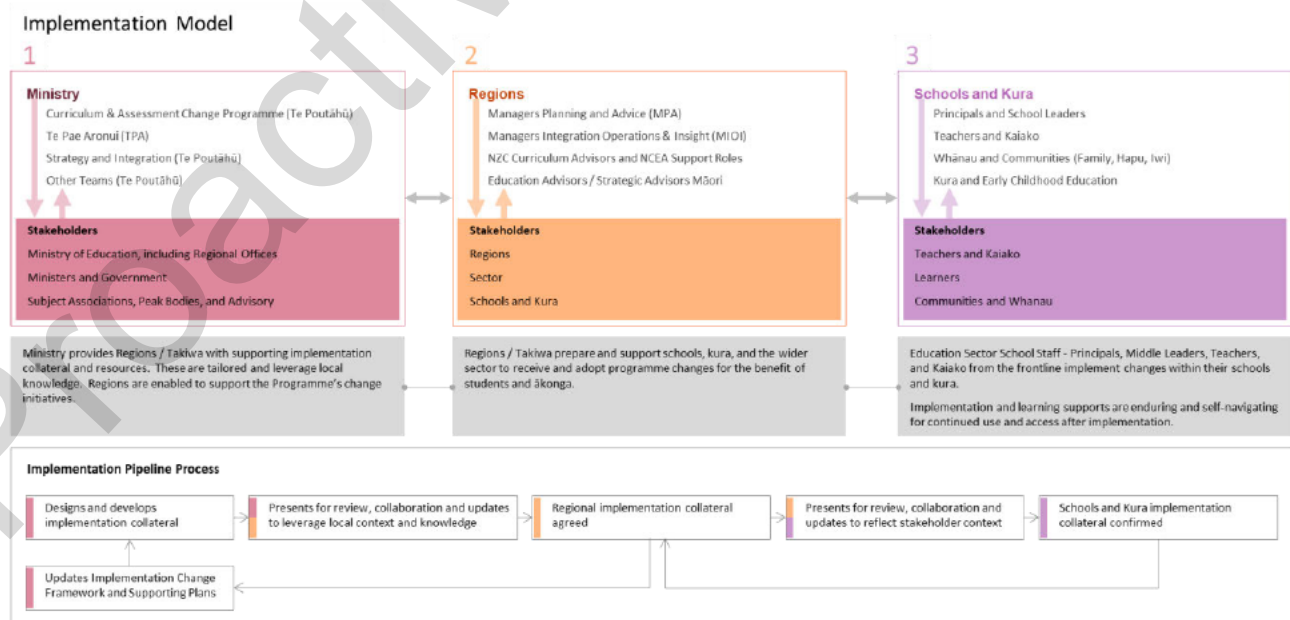 Implementation Model
1
Ministry
Curriculum & Assessment Change Programme (Te Poutāhū)
Te Pae Aronui (TPA)
Strategy and Integration (Te Poutāhū)
Other Teams (Te Poutāhū)
Stakeholders
Ministry of Education, including Regional Offices
Ministers and Government
Subject Associations, Peak Bodies, and Advisory
2
Regions
Managers Planning and Advice (MPA)
Managers Integration Operations & Insight (MIOI)
NZC Curriculum Advisors and NCEA Support Roles
Education Advisors / Strategic Advisors Māori
Stakeholders
Regions
Sector
Schools and Kura
3
Schools and Kura
Principals and School Leaders
Teachers and Kaiako
Whānau and Communities (Family, Hapu, Iwi)
Kura and Early Childhood Education
Stakeholders
Teachers and Kaiako
Learners
Communities and Whanau
Ministry provides Regions / Takiwa with supporting implementation
collateral and resources. These are tailored and leverage local
knowledge. Regions are enabled to support the Programme's change
initiatives.
Regions / Takiwa prepare and support schools, kura, and the wider
sector to receive and adopt programme changes for the benefit of
students and ākonga.
Education Sector School Staff - Principals, Middle Leaders, Teachers,
and Kaiako from the frontline implement changes within their schools
and kura.
Implementation and learning supports are enduring and self-navigating
for continued use and access after implementation.
Implementation Pipeline Process
Designs and develops
implementation collateral
Presents for review, collaboration and updates
to leverage local context and knowledge
Regional implementation collateral
agreed
Presents for review, collaboration and
updates to reflect stakeholder context
Schools and Kura implementation
collateral confirmed
Updates Implementation Change
Framework and Supporting Plans
Proactiv